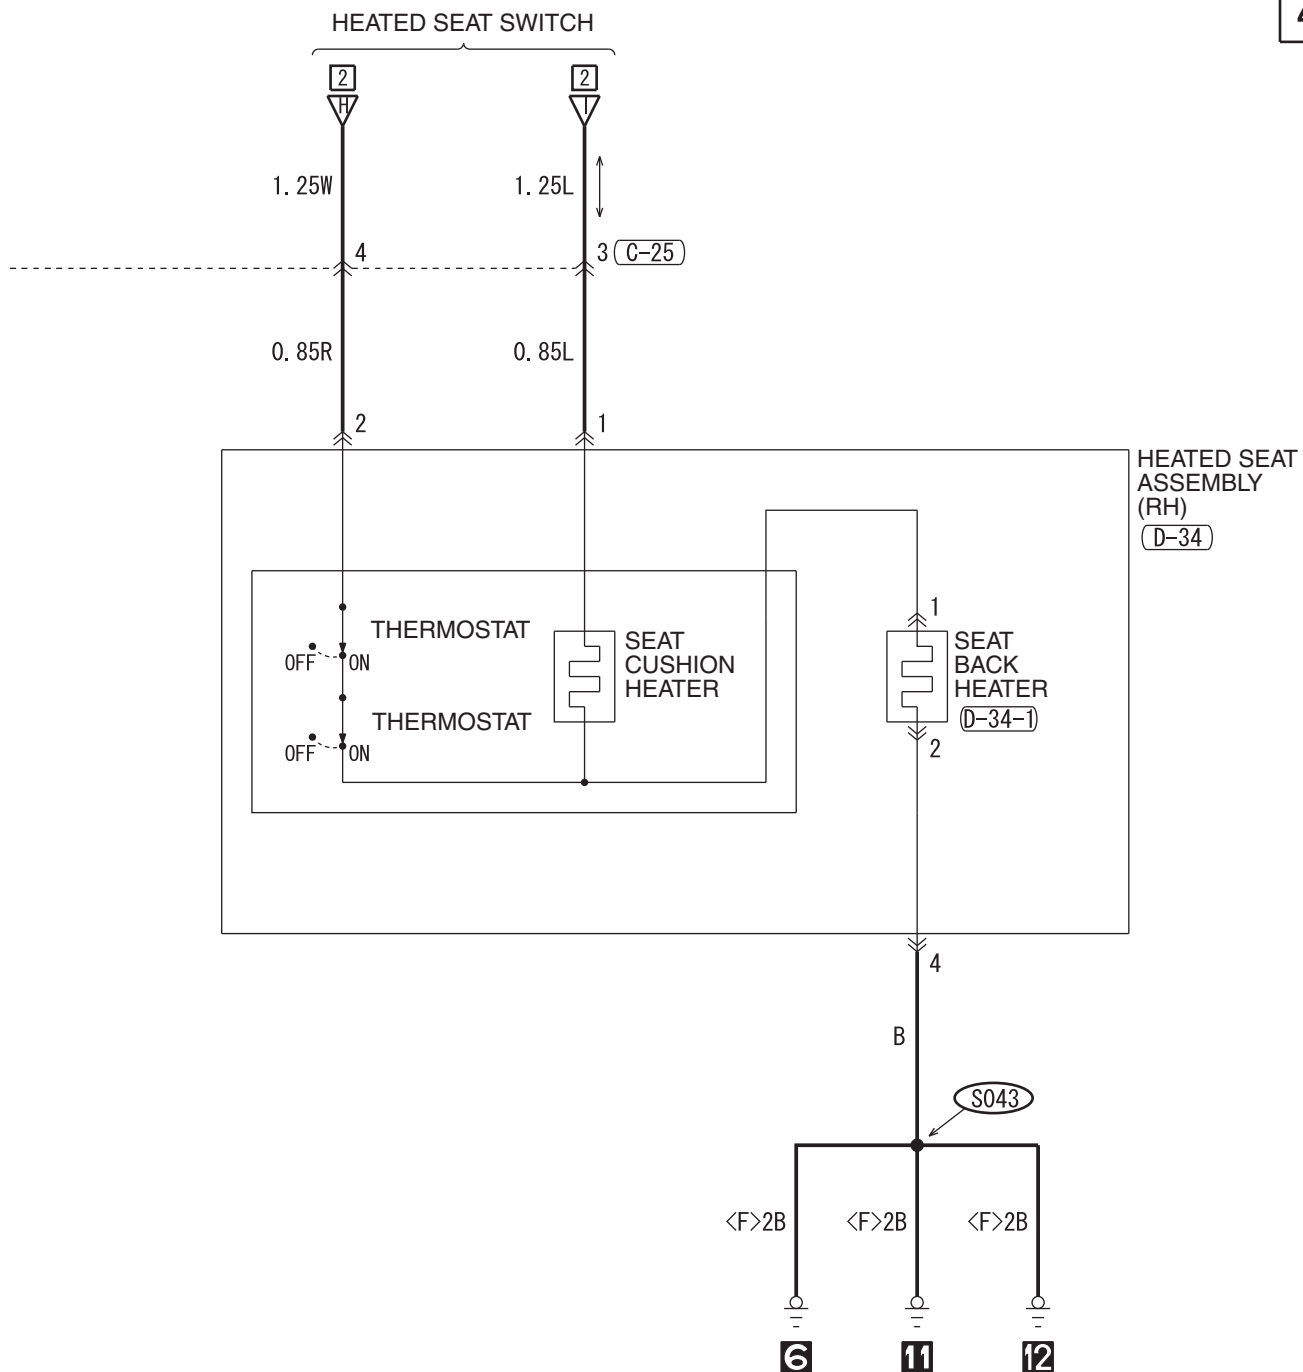 HEATED SEAT SWITCH
4
2
2
H
I
1.25W
1.25L
4
3
C-25
0.85R
0.85L
2
1
HEATED SEAT
ASSEMBLY
(RH)
D-34
THERMOSTAT
OFF
ON
SEAT
CUSHION
HEATER
1
SEAT
BACK
HEATER
D-34-1
2
THERMOSTAT
OFF
ON
4
B
S043
<F>2B
<F>2B
<F>2B
6
11
12